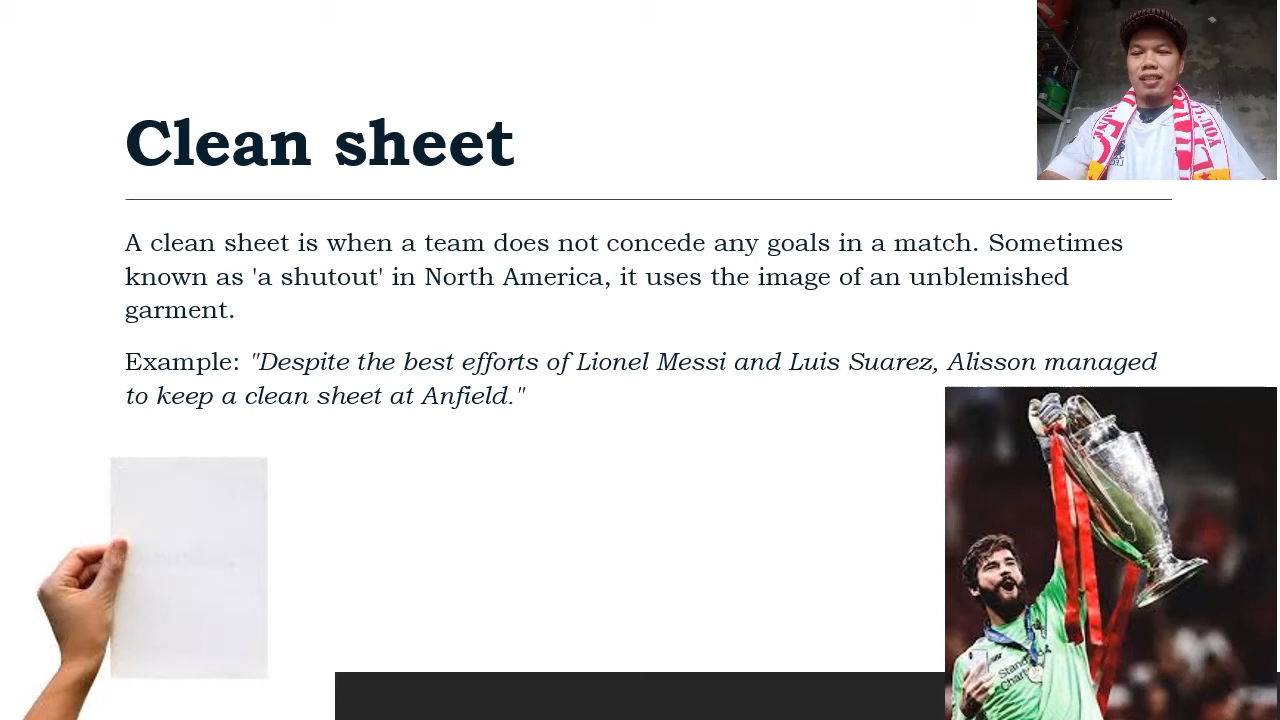 Clean sheet
A clean sheet is when a team does not concede any goals in a match. Sometimes
known as 'a shutout' in North America, it uses the image of an unblemished
garment.
Example: "Despite the best efforts of Lionel Messi and Luis Suarez, Alisson managed
to keep a clean sheet at Anfield."